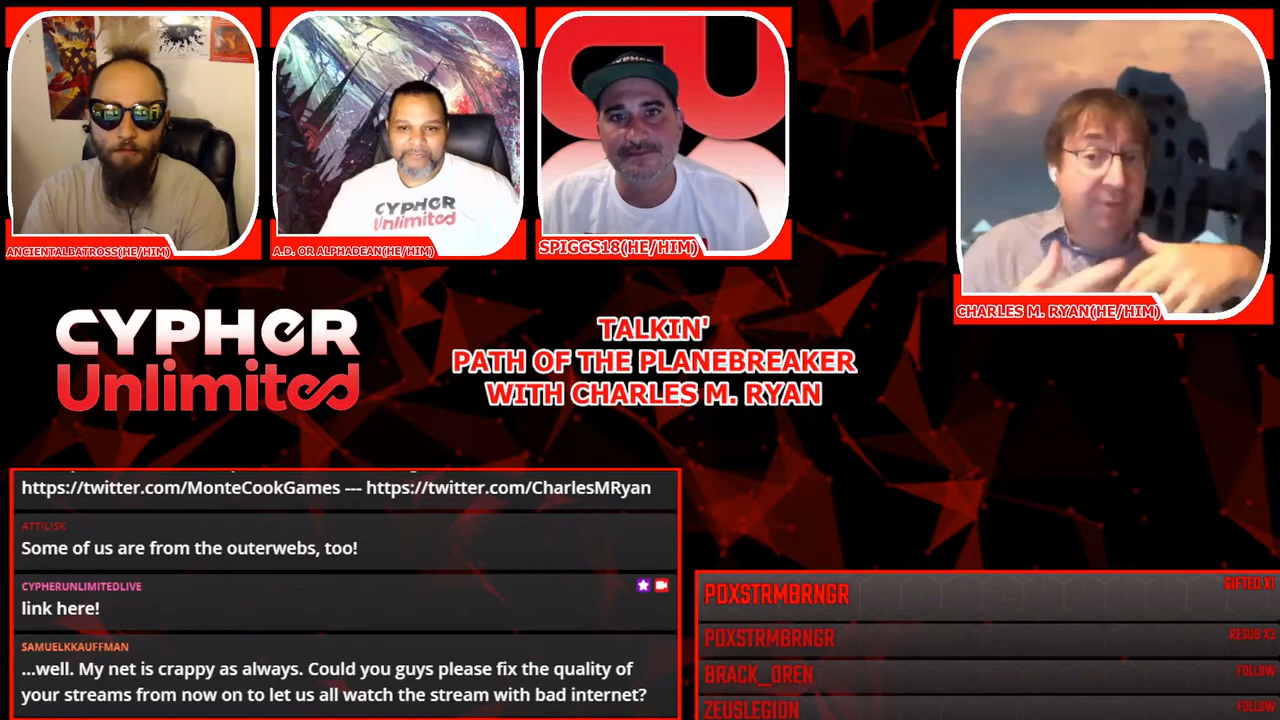 ANCIENTALBATROSS(HE/HIM)
A.D. OR ALPHADEAN(HE/HIM)
SPIGGS18(HE/HIM)
CHARLES M. RYAN(HE/HIM)
CYPHER
Unlimited
CYPHER
Unlimited
TALKIN'
PATH OF THE PLANEBREAKER
WITH CHARLES M. RYAN
https://twitter.com/MonteCookGames --- https://twitter.com/CharlesMRyan
ATTILISK
Some of us are from the outerwebs, too!
CYPHERUNLIMITEDLIVE
link here!
SAMUELKKAUFFMAN
...well. My net is crappy as always. Could you guys please fix the quality of
your streams from now on to let us all watch the stream with bad internet?
PDXSTRMBRNGR GIFTED X1
PDXSTRMBRNGR RESUB X3
BRACK_OREN FOLLOW
ZEUSLEGION FOLLOW